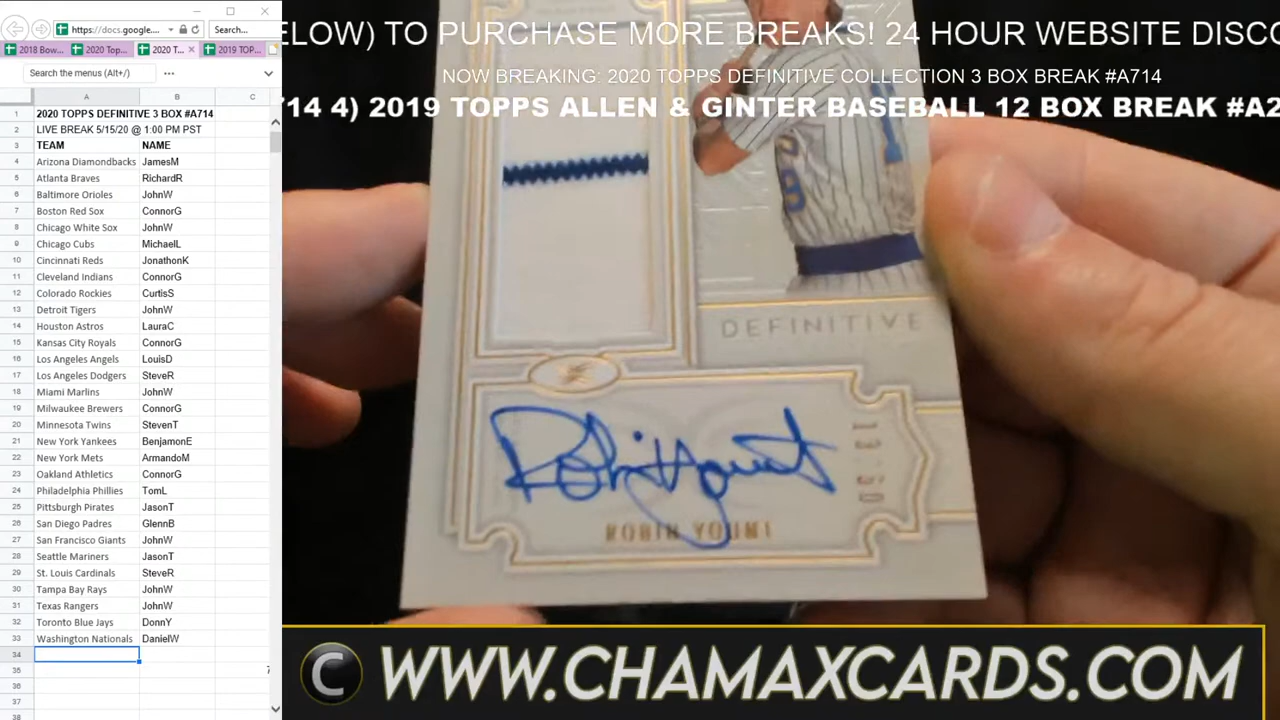 https://docs.google.
Search...
2018 Bow...
2020 Top...
2020 T...
2019 TOP...
Search the menus (Alt+/)
A B C
1 2020 TOPPS DEFINITIVE 3 BOX #A714
2 LIVE BREAK 5/15/20 @ 1:00 PM PST
3 TEAM NAME
4 Arizona Diamondbacks JamesM
5 Atlanta Braves RichardR
6 Baltimore Orioles JohnW
7 Boston Red Sox ConnorG
8 Chicago White Sox JohnW
9 Chicago Cubs MichaelL
10 Cincinnati Reds JonathonK
11 Cleveland Indians ConnorG
12 Colorado Rockies CurtisS
13 Detroit Tigers JohnW
14 Houston Astros LauraC
15 Kansas City Royals ConnorG
16 Los Angeles Angels LouisD
17 Los Angeles Dodgers SteveR
18 Miami Marlins JohnW
19 Milwaukee Brewers ConnorG
20 Minnesota Twins StevenT
21 New York Yankees BenjamonE
22 New York Mets ArmandoM
23 Oakland Athletics ConnorG
24 Philadelphia Phillies TomL
25 Pittsburgh Pirates JasonT
26 San Diego Padres GlennB
27 San Francisco Giants JohnW
28 Seattle Mariners JasonT
29 St. Louis Cardinals SteveR
30 Tampa Bay Rays JohnW
31 Texas Rangers JohnW
32 Toronto Blue Jays DonnY
33 Washington Nationals DanielW
34
35 7
36
37
38
ELOW) TO PURCHASE MORE BREAKS! 24 HOUR WEBSITE DISCO
NOW BREAKING: 2020 TOPPS DEFINITIVE COLLECTION 3 BOX BREAK #A714
714 4) 2019 TOPPS ALLEN & GINTER BASEBALL 12 BOX BREAK #A2
DEFINITIVE
Robin Yount
ROBIN YOUNT
C WWW.CHAMAXCARDS.COM